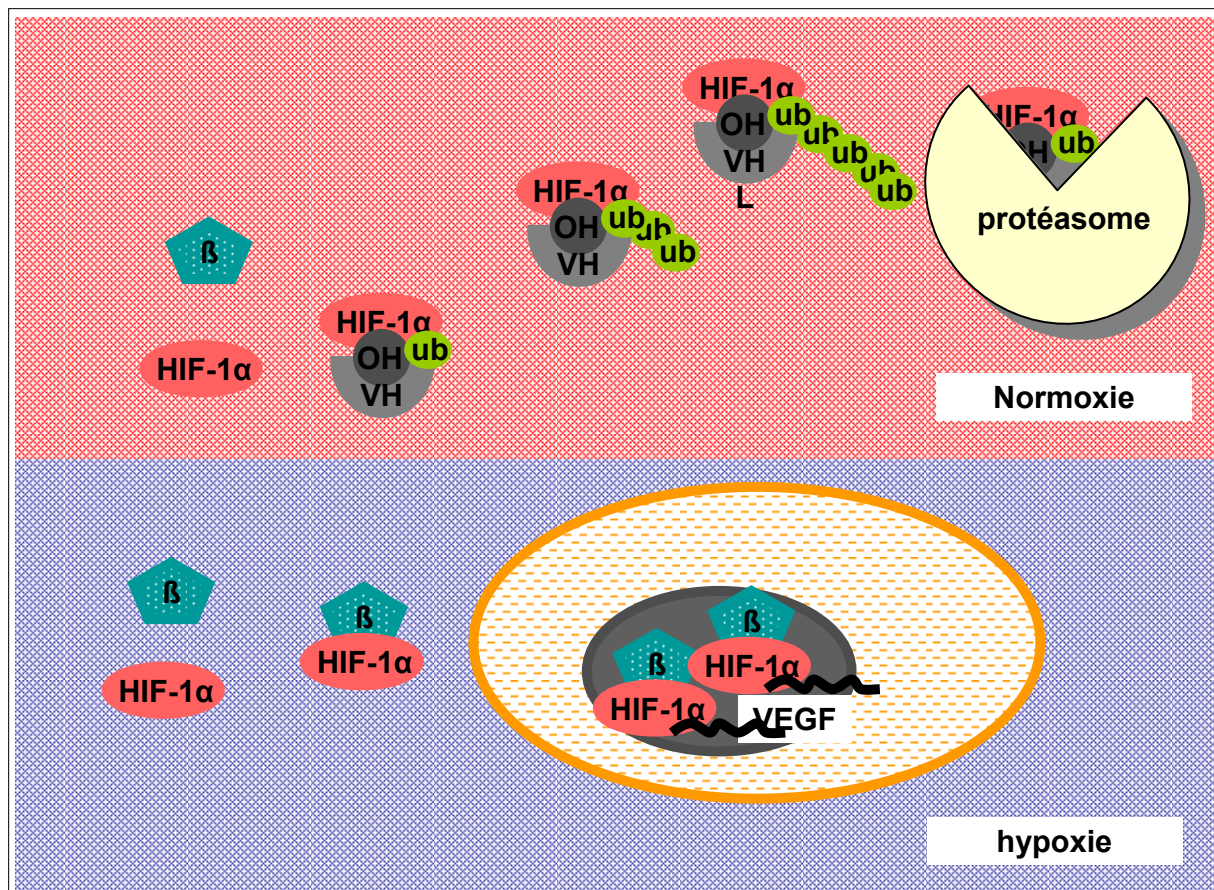 HIF-1α
OH
VH
L
ub
ub
ub
ub
ub
HIF-1α
OH
ub
protéasome
HIF-1α
OH
VH
ub
ub
ub
ß
HIF-1α
HIF-1α
OH
VH
ub
Normoxie
ß
HIF-1α
ß
HIF-1α
ß
HIF-1α
ß
HIF-1α
VEGF
hypoxie